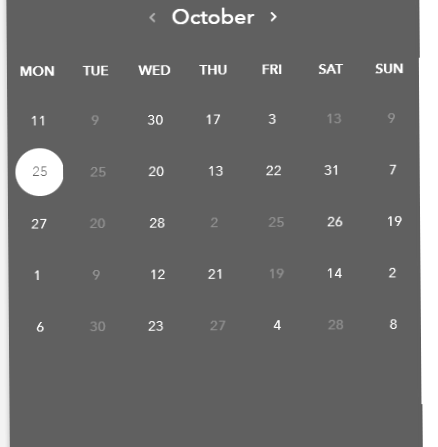 ‹ October ›
MON TUE WED THU FRI SAT SUN
11 9 30 17 3 13 9
25 25 20 13 22 31 7
27 20 28 2 25 26 19
1 9 12 21 19 14 2
6 30 23 27 4 28 8